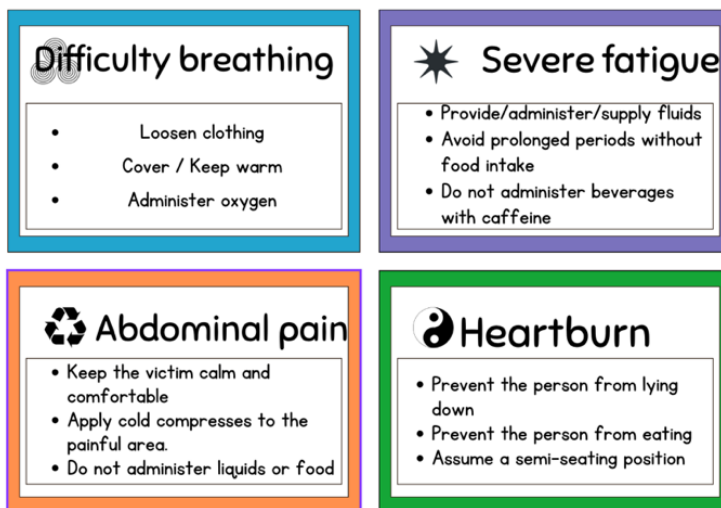 Difficulty breathing
• Loosen clothing
• Cover / Keep warm
• Administer oxygen
Severe fatigue
• Provide/administer/supply fluids
• Avoid prolonged periods without
food intake
• Do not administer beverages
with caffeine
Abdominal pain
• Keep the victim calm and
comfortable
• Apply cold compresses to the
painful area.
• Do not administer liquids or food
Heartburn
• Prevent the person from lying
down
• Prevent the person from eating
• Assume a semi-seating position